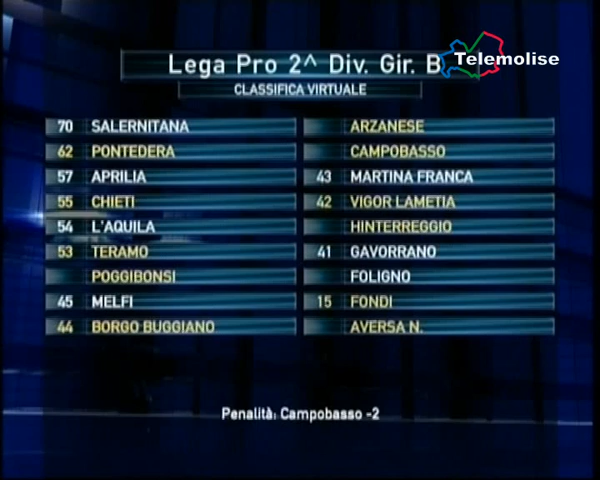 Lega Pro 2^ Div. Gir. B
Telemolise
CLASSIFICA VIRTUALE
70 SALERNITANA
62 PONTEDERA
57 APRILIA
55 CHIETI
54 L'AQUILA
53 TERAMO
POGGIBONSI
45 MELFI
44 BORGO BUGGIANO
ARZANESE
CAMPOBASSO
43 MARTINA FRANCA
42 VIGOR LAMETIA
HINTERREGGIO
41 GAVORRANO
FOLIGNO
15 FONDI
AVERSA N.
Penalità: Campobasso -2